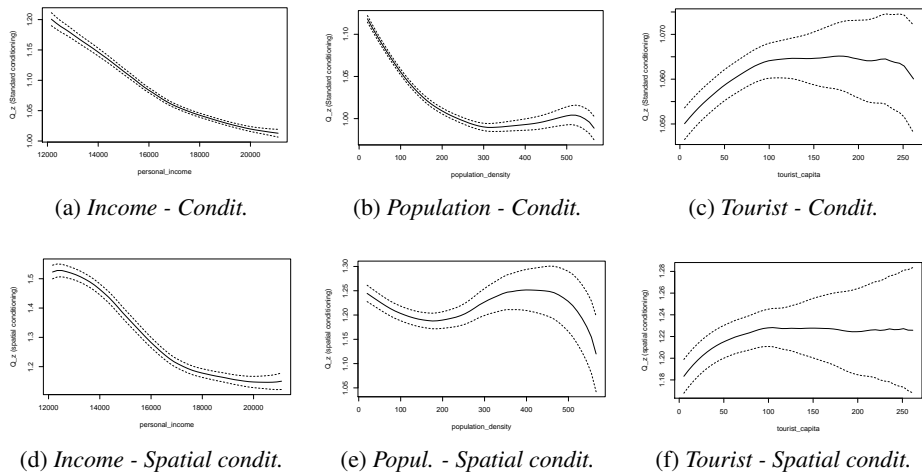 1.20
1.15
1.10
1.05
1.00
Q_z (Standard conditioning)
12000 14000 16000 18000 20000
personal_income
(a) Income - Condit.
1.10
1.05
1.00
Q_z (Standard conditioning)
0 100 200 300 400 500
population_density
(b) Population - Condit.
1.070
1.060
1.050
Q_z (Standard conditioning)
0 50 100 150 200 250
tourist_capita
(c) Tourist - Condit.
1.5
1.4
1.3
1.2
Q_z (spatial conditioning)
12000 14000 16000 18000 20000
personal_income
(d) Income - Spatial condit.
1.30
1.25
1.20
1.15
1.10
1.05
Q_z (spatial conditioning)
0 100 200 300 400 500
population_density
(e) Popul. - Spatial condit.
1.28
1.26
1.24
1.22
1.20
1.18
Q_z (spatial conditioning)
0 50 100 150 200 250
tourist_capita
(f) Tourist - Spatial condit.